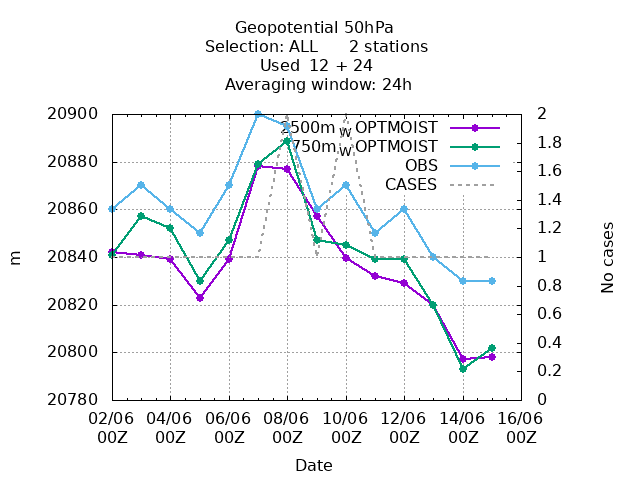 Geopotential 50hPa
Selection: ALL 2 stations
Used 12 + 24
Averaging window: 24h
2500m_W OPTMOIST
750m_W OPTMOIST
OBS
CASES
20900
20880
20860
20840
20820
20800
20780
m
2
1.8
1.6
1.4
1.2
1
0.8
0.6
0.4
0.2
0
No cases
02/06 04/06 06/06 08/06 10/06 12/06 14/06 16/06
00Z 00Z 00Z 00Z 00Z 00Z 00Z 00Z
Date